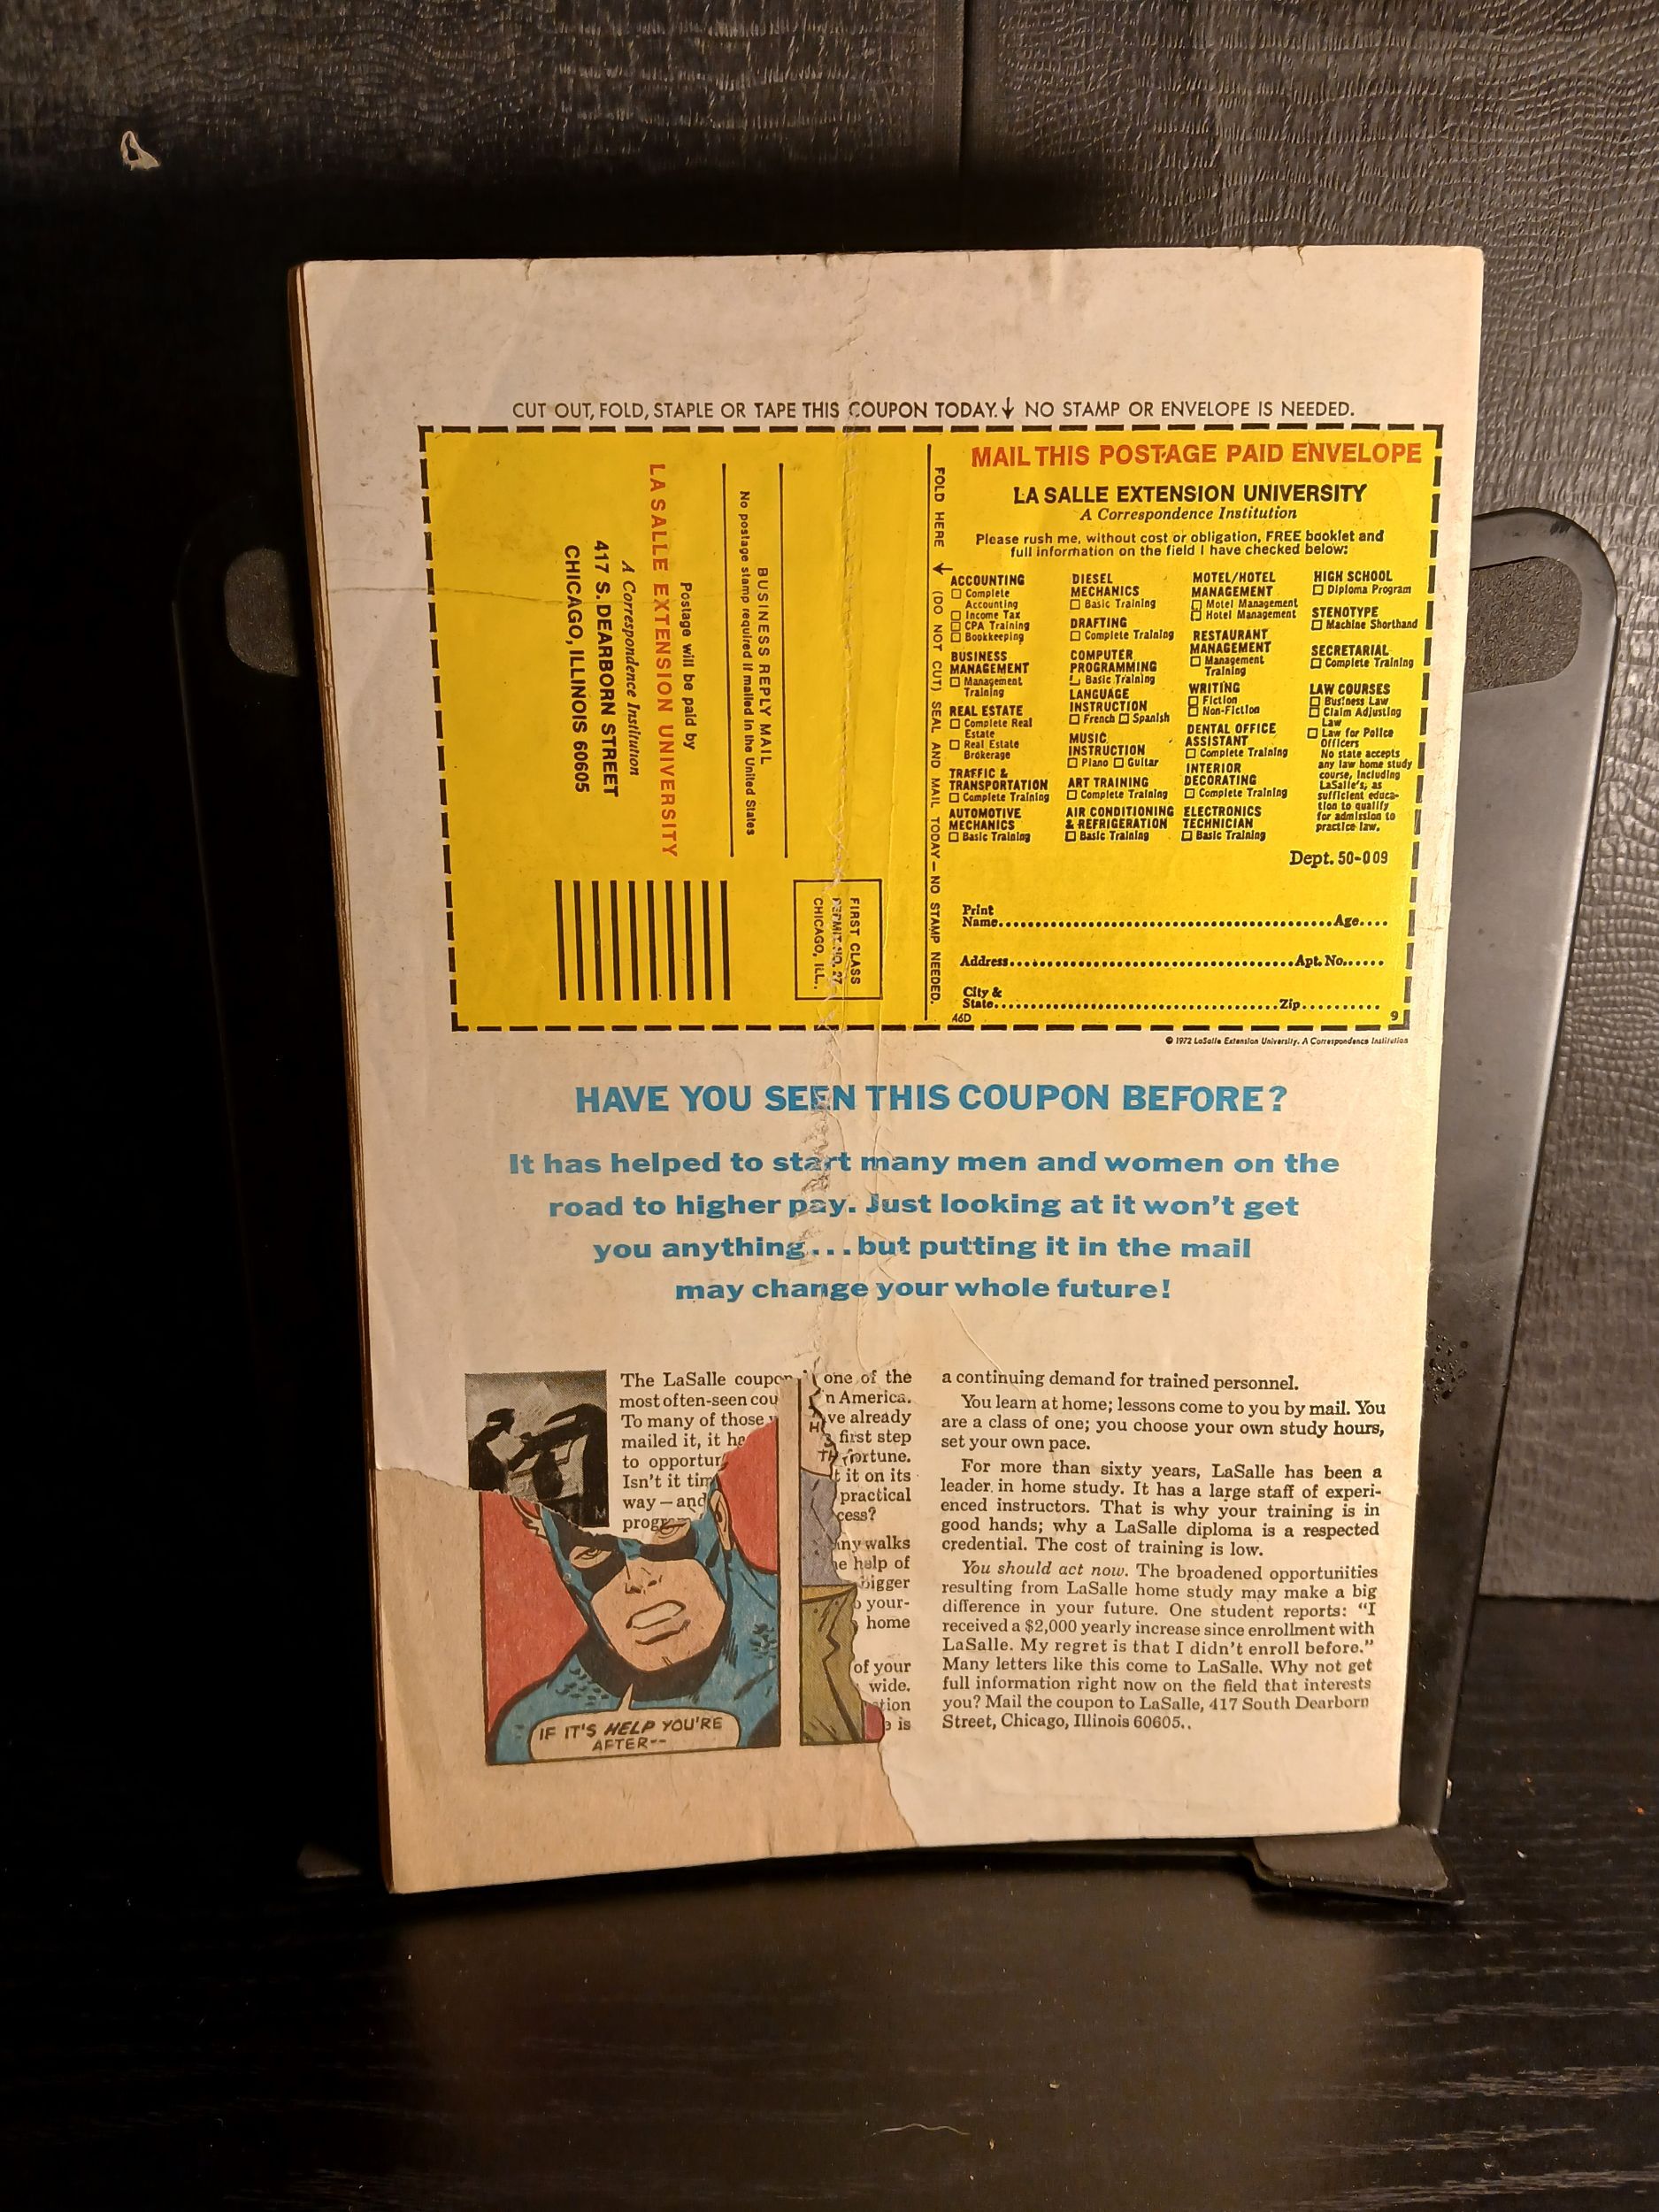 CUT OUT, FOLD, STAPLE OR TAPE THIS COUPON TODAY.↓ NO STAMP OR ENVELOPE IS NEEDED.
BUSINESS REPLY MAIL
No postage stamp required if mailed in the United States
Postage will be paid by
LA SALLE EXTENSION UNIVERSITY
A Correspondence Institution
417 S. DEARBORN STREET
CHICAGO, ILLINOIS 60605
FIRST CLASS
PERMIT NO. 27
CHICAGO, ILL.
FOLD HERE → (DO NOT CUT) SEAL AND MAIL TODAY — NO STAMP NEEDED.
MAIL THIS POSTAGE PAID ENVELOPE
LA SALLE EXTENSION UNIVERSITY
A Correspondence Institution
Please rush me, without cost or obligation, FREE booklet and
full information on the field I have checked below:
ACCOUNTING
☐ Complete
Accounting
☐ Income Tax
☐ CPA Training
☐ Bookkeeping
BUSINESS
MANAGEMENT
☐ Management
Training
REAL ESTATE
☐ Complete Real
Estate
☐ Real Estate
Brokerage
TRAFFIC &
TRANSPORTATION
☐ Complete Training
AUTOMOTIVE
MECHANICS
☐ Basic Training
DIESEL
MECHANICS
☐ Basic Training
DRAFTING
☐ Complete Training
COMPUTER
PROGRAMMING
☐ Basic Training
LANGUAGE
INSTRUCTION
☐ French ☐ Spanish
MUSIC
INSTRUCTION
☐ Piano ☐ Guitar
ART TRAINING
☐ Complete Training
AIR CONDITIONING
& REFRIGERATION
☐ Basic Training
MOTEL/HOTEL
MANAGEMENT
☐ Motel Management
☐ Hotel Management
RESTAURANT
MANAGEMENT
☐ Management
Training
WRITING
☐ Fiction
☐ Non-Fiction
DENTAL OFFICE
ASSISTANT
☐ Complete Training
INTERIOR
DECORATING
☐ Complete Training
ELECTRONICS
TECHNICIAN
☐ Basic Training
HIGH SCHOOL
☐ Diploma Program
STENOTYPE
☐ Machine Shorthand
SECRETARIAL
☐ Complete Training
LAW COURSES
☐ Business Law
☐ Claim Adjusting
Law
☐ Law for Police
Officers
No state accepts
any law home study
course, including
LaSalle's, as
sufficient educa-
tion to qualify
for admission to
practice law.
Dept. 50-009
Print
Name........Age....
Address........Apt. No......
City &
State........Zip..........
46D 9
© 1972 LaSalle Extension University. A Correspondence Institution
HAVE YOU SEEN THIS COUPON BEFORE?
It has helped to start many men and women on the
road to higher pay. Just looking at it won't get
you anything...but putting it in the mail
may change your whole future!
The LaSalle coupon one of the
most often-seen cou n America.
To many of those ve already
mailed it, it ha first step
to opportun fortune.
Isn't it tim t it on its
way — and practical
progr cess?
ny walks
e help of
bigger
your-
home
of your
wide.
tion
is
IF IT'S HELP YOU'RE
AFTER--
a continuing demand for trained personnel.
You learn at home; lessons come to you by mail. You
are a class of one; you choose your own study hours,
set your own pace.
For more than sixty years, LaSalle has been a
leader in home study. It has a large staff of experi-
enced instructors. That is why your training is in
good hands; why a LaSalle diploma is a respected
credential. The cost of training is low.
You should act now. The broadened opportunities
resulting from LaSalle home study may make a big
difference in your future. One student reports: “I
received a $2,000 yearly increase since enrollment with
LaSalle. My regret is that I didn't enroll before.”
Many letters like this come to LaSalle. Why not get
full information right now on the field that interests
you? Mail the coupon to LaSalle, 417 South Dearborn
Street, Chicago, Illinois 60605..